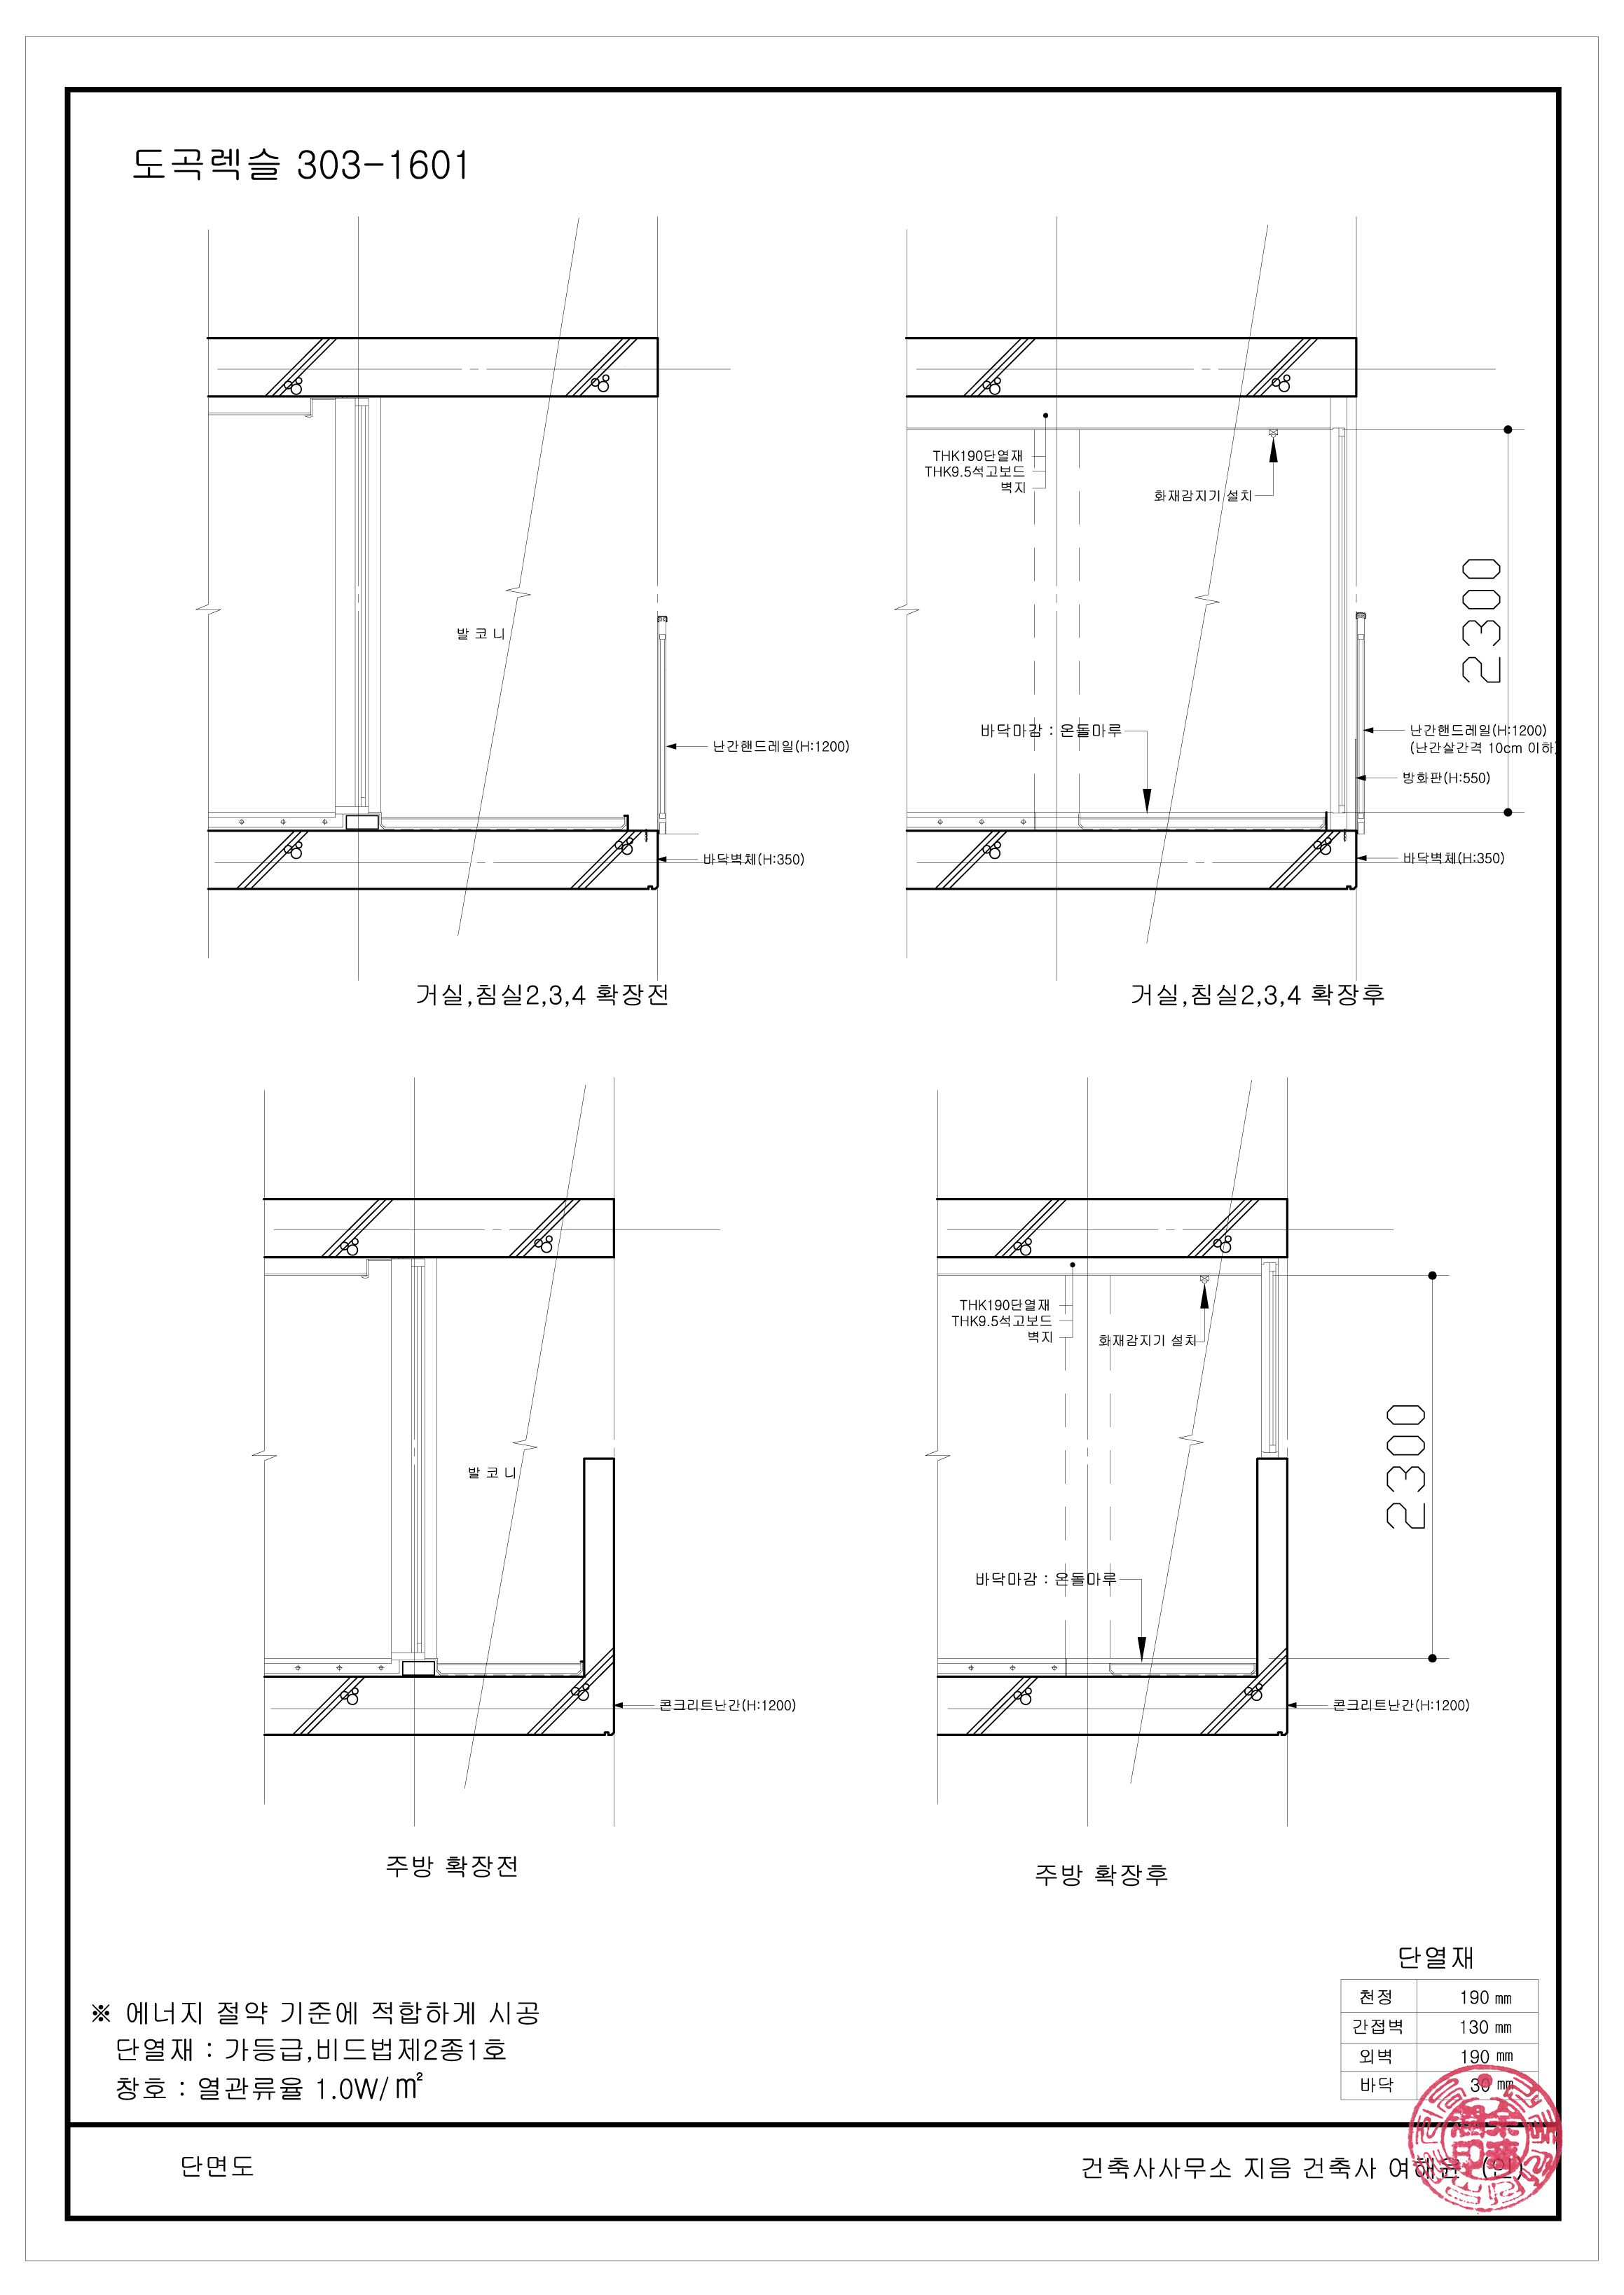 도곡렉슬 303-1601
THK190단열재
THK9.5석고보드
벽지
화재감지기 설치
2300
발 코 니
바닥마감 : 온돌마루
난간핸드레일(H:1200)
난간핸드레일(H:1200)
(난간살간격 10cm 이하)
방화판(H:550)
바닥벽체(H:350)
바닥벽체(H:350)
거실,침실2,3,4 확장전
거실,침실2,3,4 확장후
THK190단열재
THK9.5석고보드
벽지
화재감지기 설치
2300
발 코 니
바닥마감 : 온돌마루
콘크리트난간(H:1200)
콘크리트난간(H:1200)
주방 확장전
주방 확장후
단열재
천정 190 ㎜
간접벽 130 ㎜
외벽 190 ㎜
바닥 30 ㎜
※ 에너지 절약 기준에 적합하게 시공
단열재 : 가등급,비드법제2종1호
창호 : 열관류율 1.0W/㎡
단면도
건축사사무소 지음 건축사 여해윤 (인)